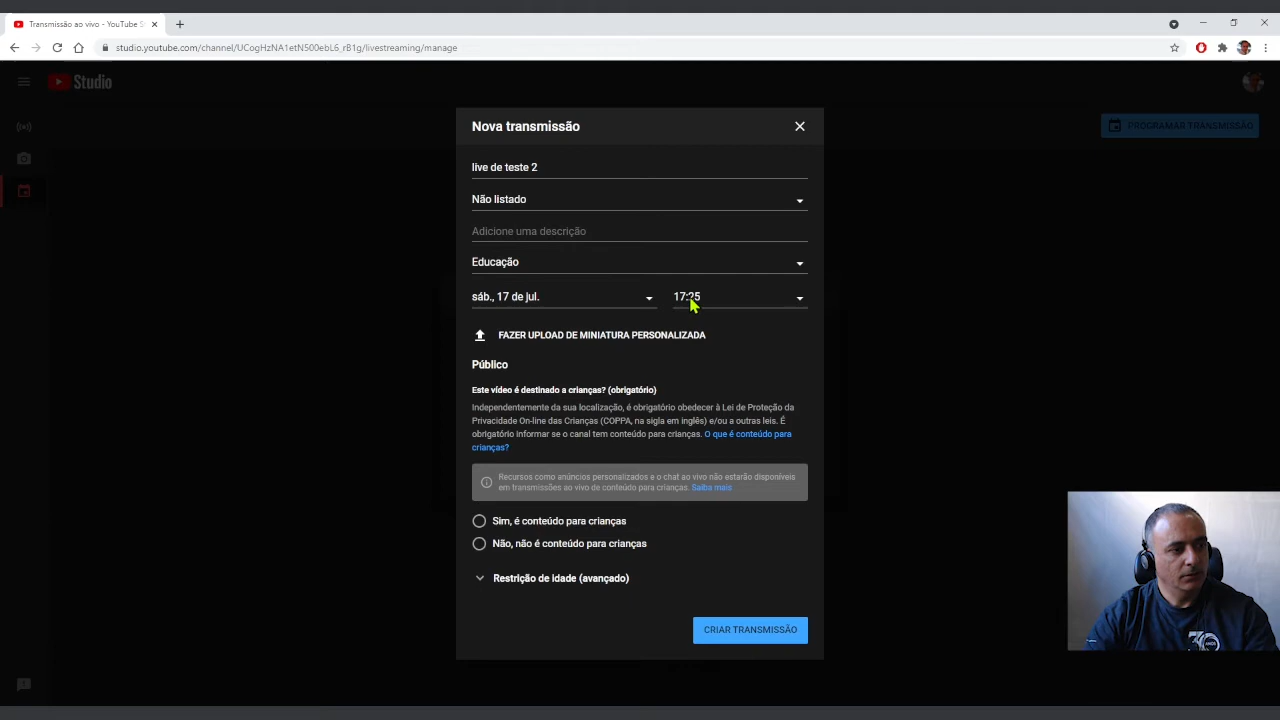 Transmissão ao vivo - YouTube S
studio.youtube.com/channel/UCogHzNA1etN500ebL6_rB1g/livestreaming/manage
Studio
PROGRAMAR TRANSMISSÃO
Nova transmissão
live de teste 2
Não listado
Adicione uma descrição
Educação
sáb., 17 de jul.
17:25
FAZER UPLOAD DE MINIATURA PERSONALIZADA
Público
Este vídeo é destinado a crianças? (obrigatório)
Independentemente da sua localização, é obrigatório obedecer à Lei de Proteção da
Privacidade On-line das Crianças (COPPA, na sigla em inglês) e/ou a outras leis. É
obrigatório informar se o canal tem conteúdo para crianças. O que é conteúdo para
crianças?
Recursos como anúncios personalizados e o chat ao vivo não estarão disponíveis
em transmissões ao vivo de conteúdo para crianças. Saiba mais
Sim, é conteúdo para crianças
Não, não é conteúdo para crianças
Restrição de idade (avançado)
CRIAR TRANSMISSÃO
30
ANOS